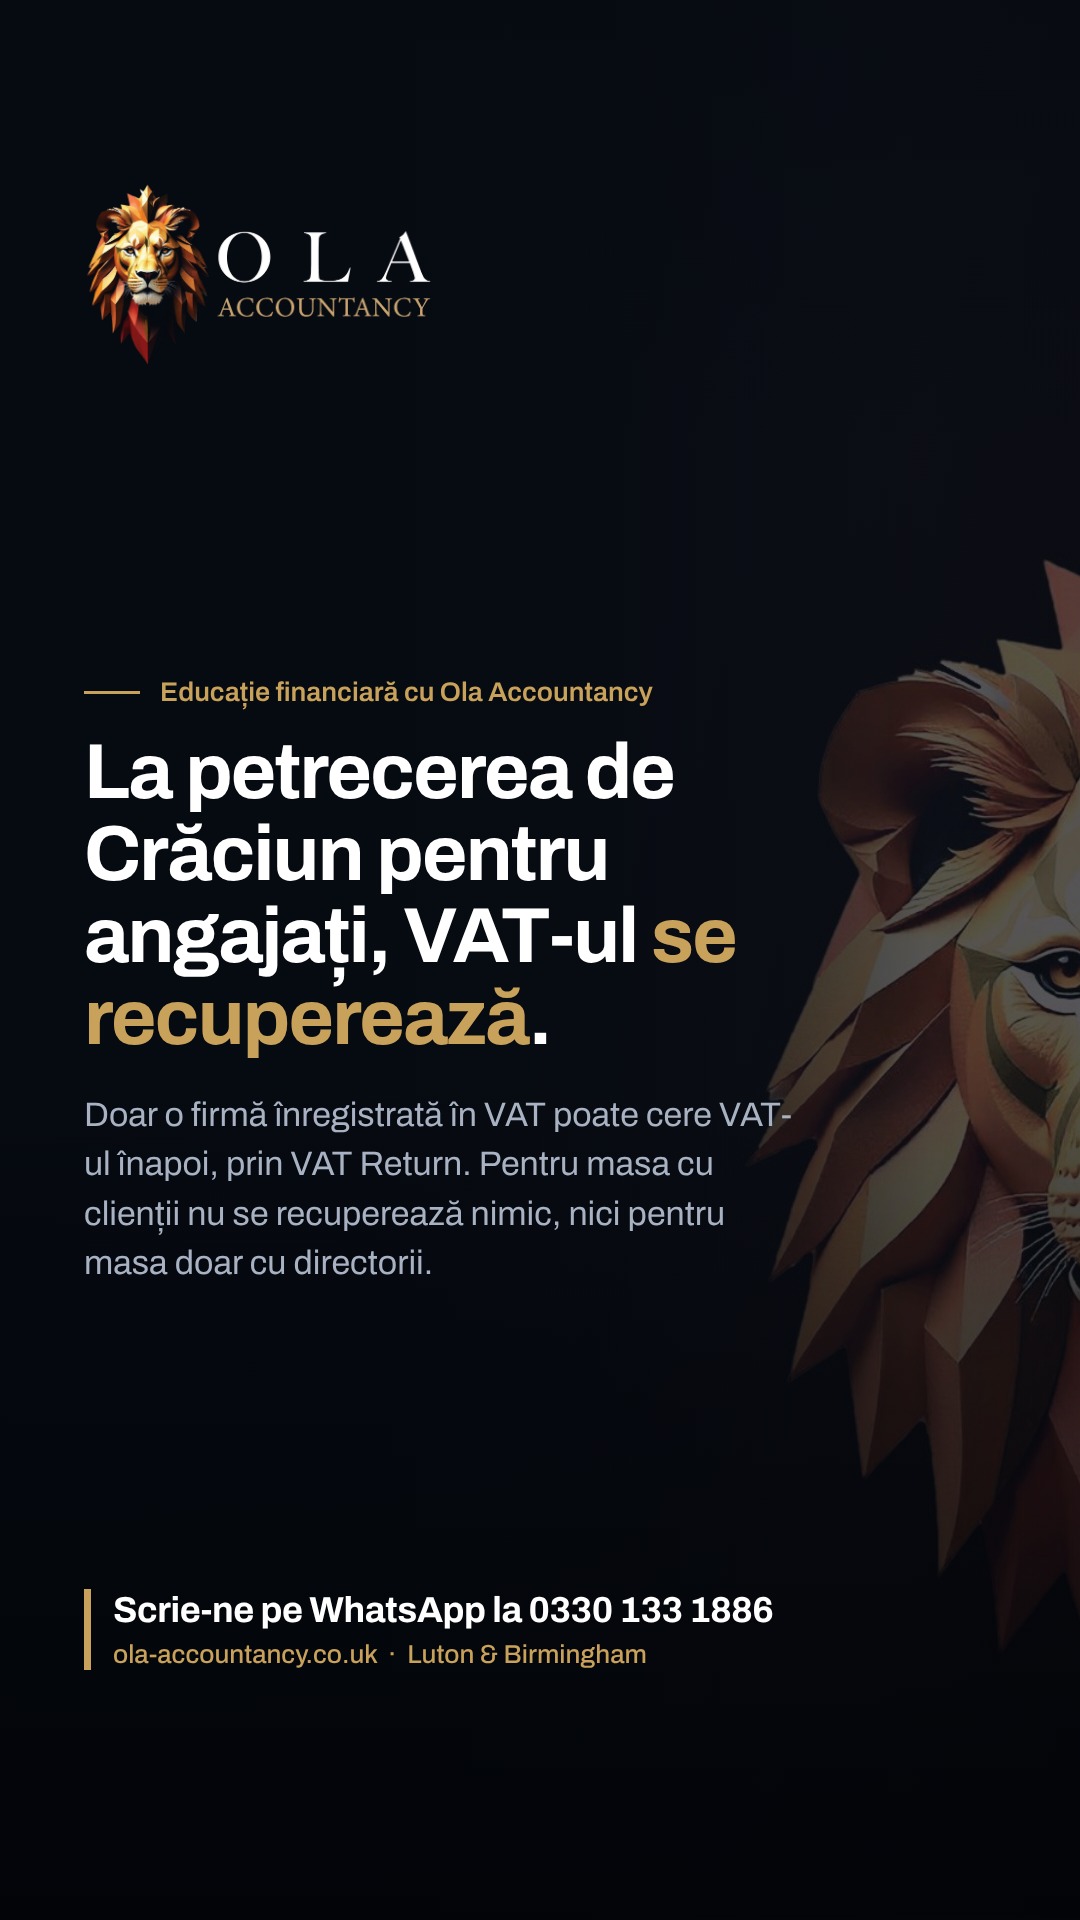 OLA
ACCOUNTANCY
Educație financiară cu Ola Accountancy
La petrecerea de
Crăciun pentru
angajați, VAT-ul se
recuperează.
Doar o firmă înregistrată în VAT poate cere VAT-
ul înapoi, prin VAT Return. Pentru masa cu
clienții nu se recuperează nimic, nici pentru
masa doar cu directorii.
Scrie-ne pe WhatsApp la 0330 133 1886
ola-accountancy.co.uk · Luton & Birmingham